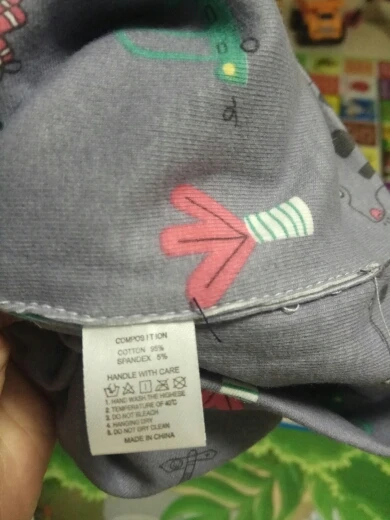 COMPOSITION
COTTON 95%
SPANDEX 5%
HANDLE WITH CARE
1. HAND WASH THE HIGHESE
2. TEMPERATURE OF 40℃
3. DO NOT BLEACH
4. HANGING DRY
5. DO NOT DRY CLEAN
MADE IN CHINA